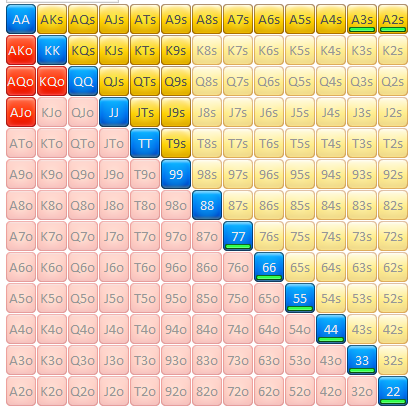 AA AKs AQs AJs ATs A9s A8s A7s A6s A5s A4s A3s A2s
AKo KK KQs KJs KTs K9s K8s K7s K6s K5s K4s K3s K2s
AQo KQo QQ QJs QTs Q9s Q8s Q7s Q6s Q5s Q4s Q3s Q2s
AJo KJo QJo JJ JTs J9s J8s J7s J6s J5s J4s J3s J2s
ATo KTo QTo JTo TT T9s T8s T7s T6s T5s T4s T3s T2s
A9o K9o Q9o J9o T9o 99 98s 97s 96s 95s 94s 93s 92s
A8o K8o Q8o J8o T8o 98o 88 87s 86s 85s 84s 83s 82s
A7o K7o Q7o J7o T7o 97o 87o 77 76s 75s 74s 73s 72s
A6o K6o Q6o J6o T6o 96o 86o 76o 66 65s 64s 63s 62s
A5o K5o Q5o J5o T5o 95o 85o 75o 65o 55 54s 53s 52s
A4o K4o Q4o J4o T4o 94o 84o 74o 64o 54o 44 43s 42s
A3o K3o Q3o J3o T3o 93o 83o 73o 63o 53o 43o 33 32s
A2o K2o Q2o J2o T2o 92o 82o 72o 62o 52o 42o 32o 22